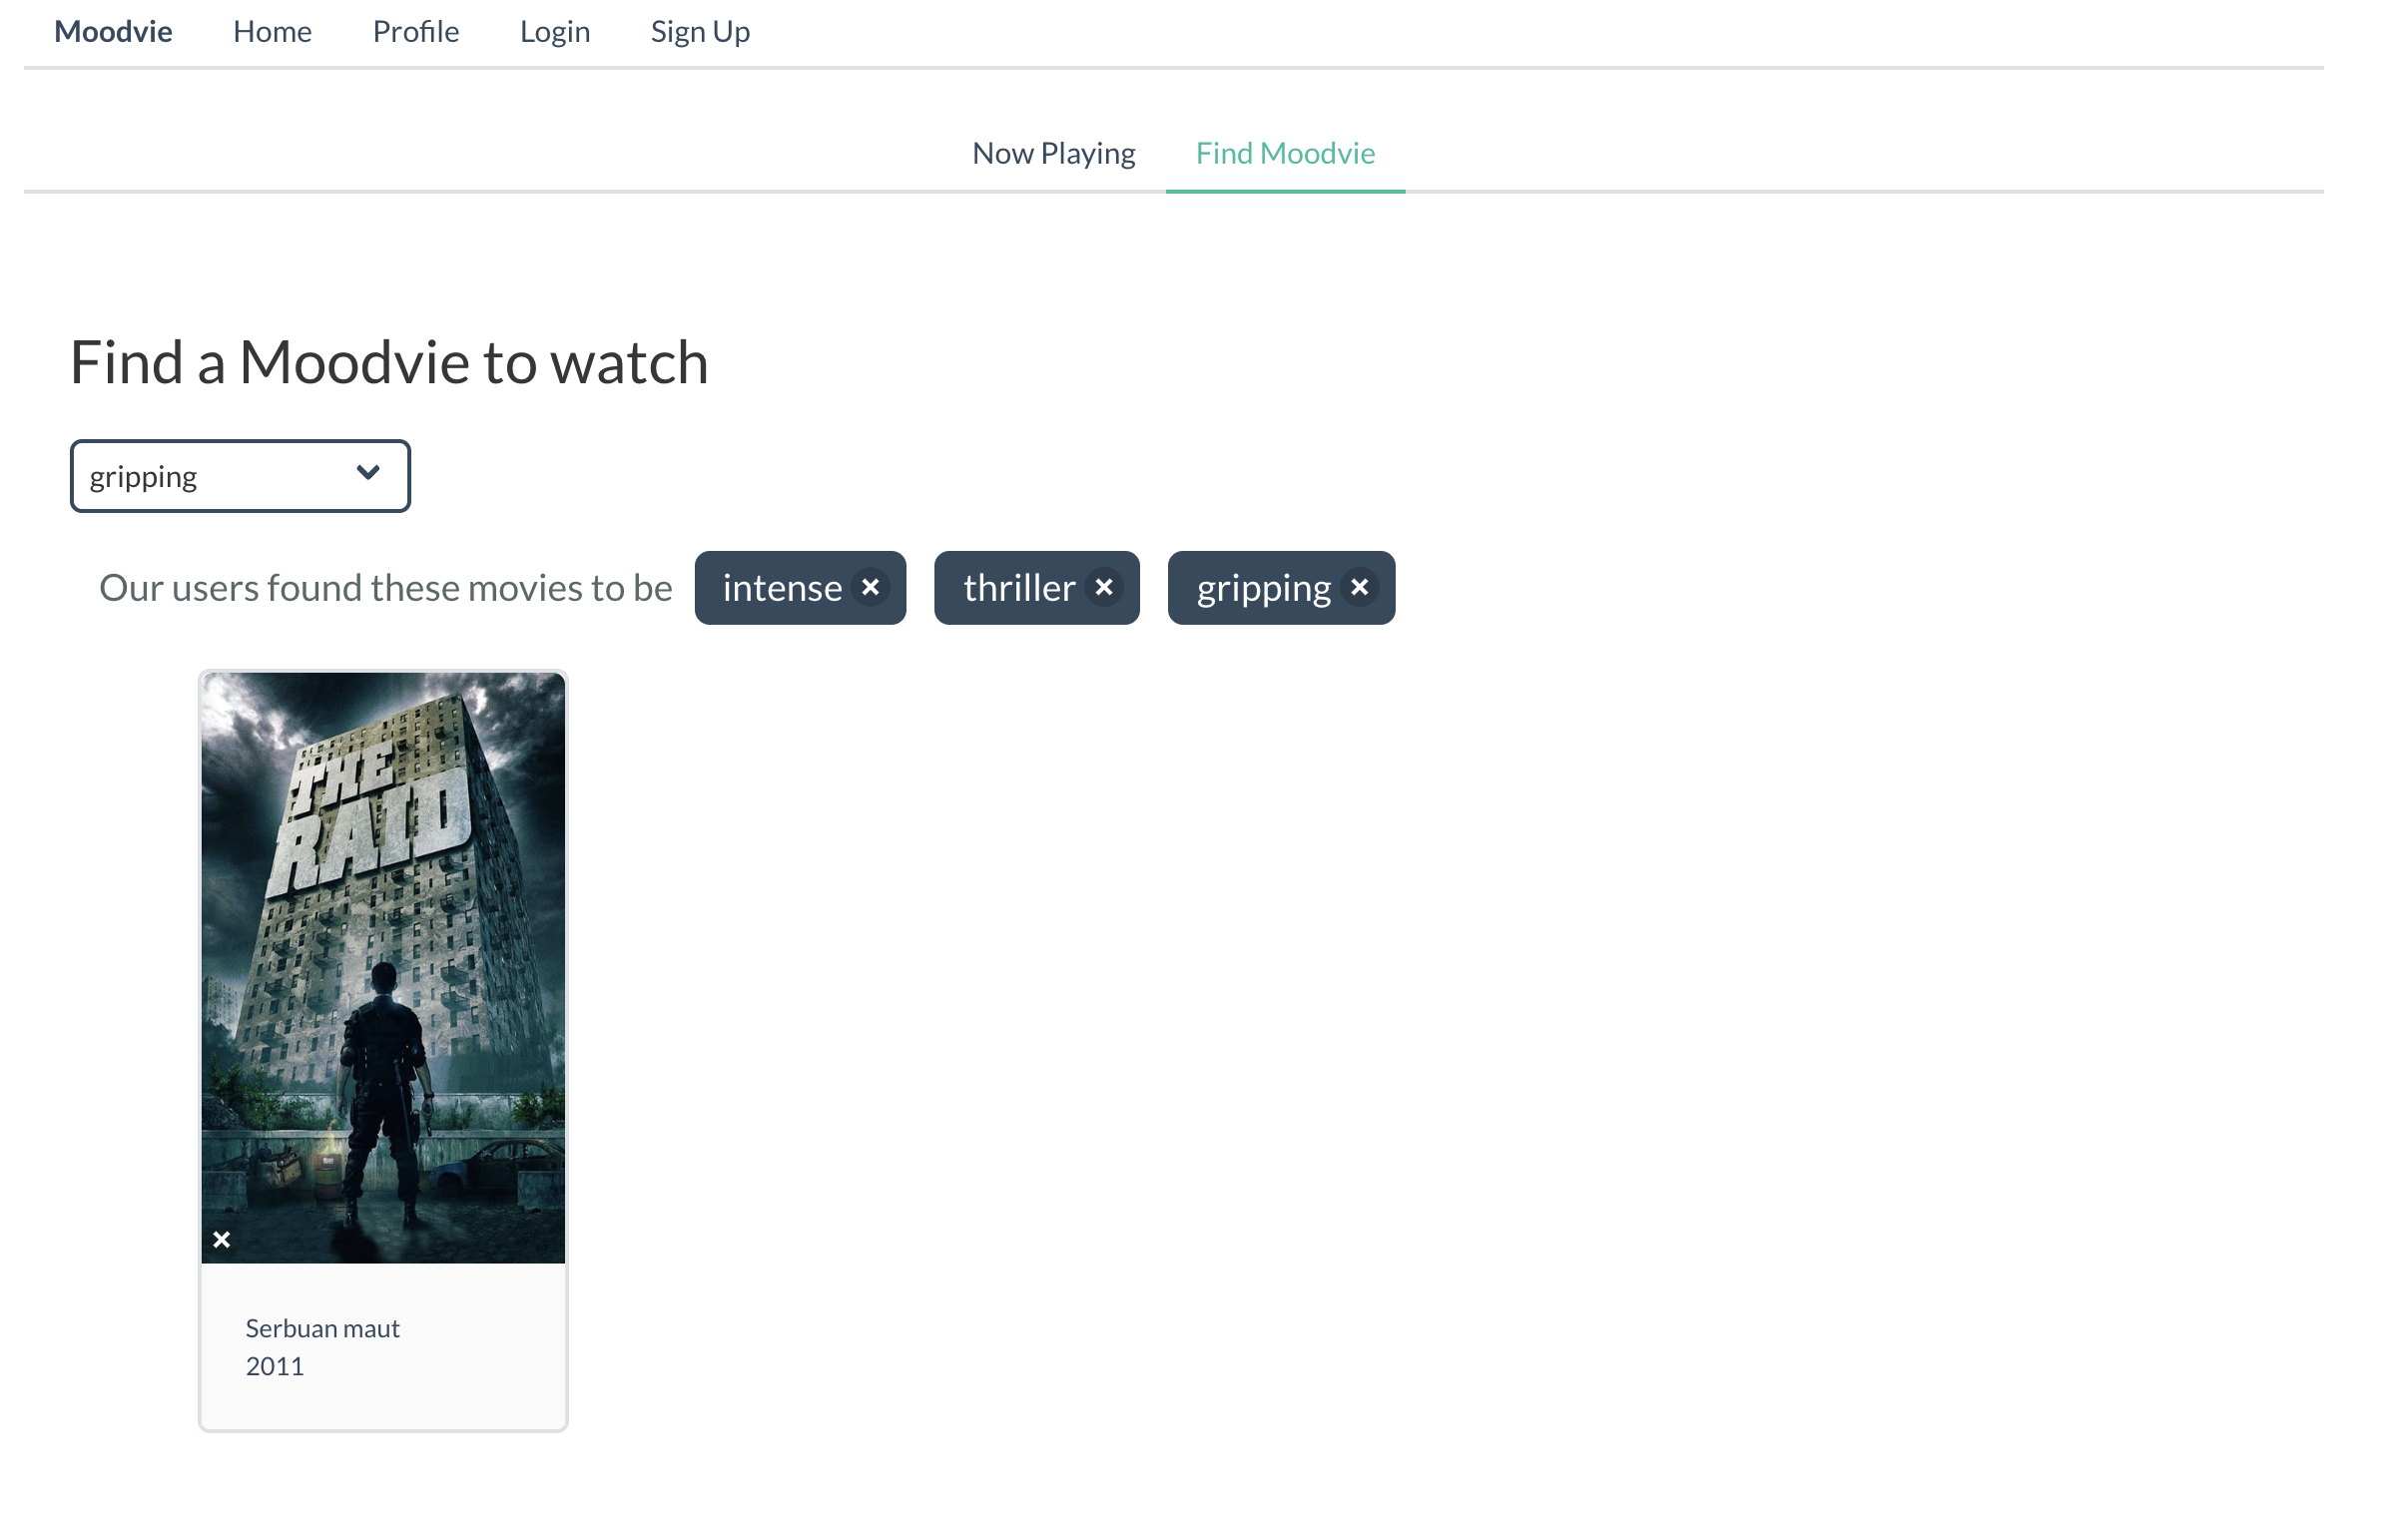 Moodvie Home Profile Login Sign Up
Now Playing Find Moodvie
Find a Moodvie to watch
gripping
Our users found these movies to be intense thriller gripping
THE
RAID
Serbuan maut
2011